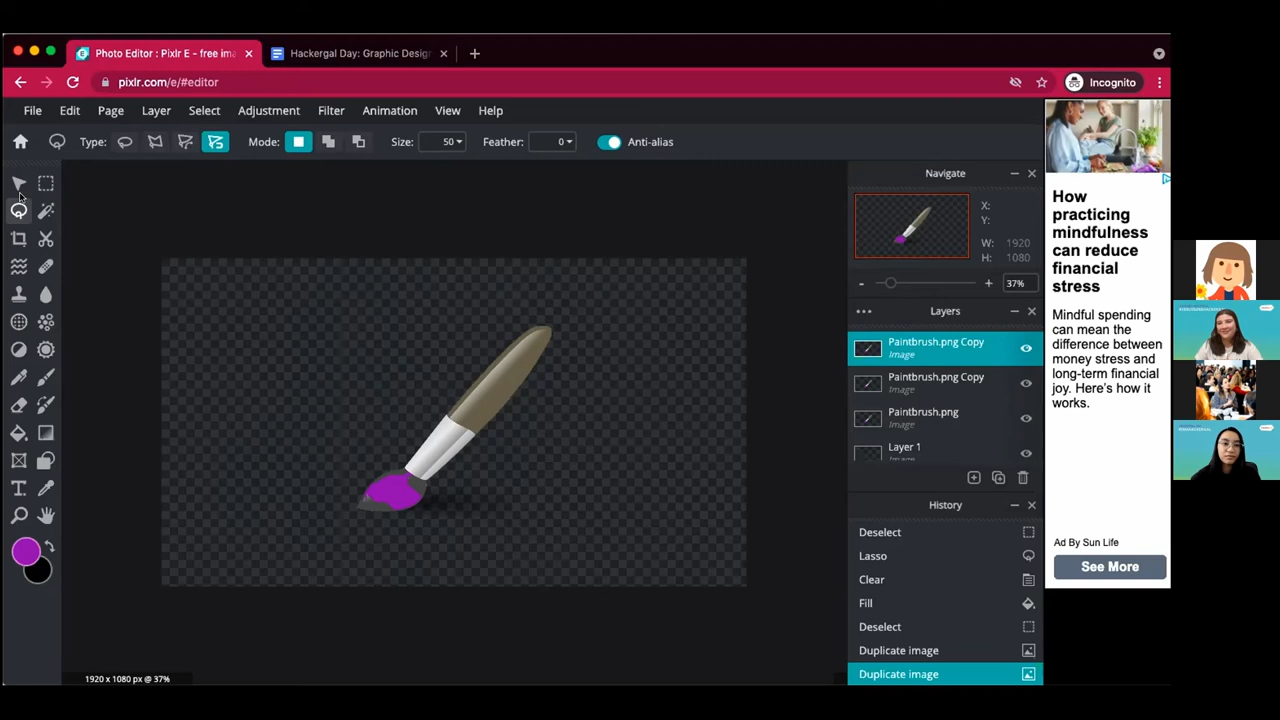 Photo Editor : Pixlr E - free ima
Hackergal Day: Graphic Design
pixlr.com/e/#editor
Incognito
File Edit Page Layer Select Adjustment Filter Animation View Help
Type: Mode: Size: 50 Feather: 0 Anti-alias
Navigate
X:
Y:
W: 1920
H: 1080
- + 37%
Layers
Paintbrush.png Copy
Image
Paintbrush.png Copy
Image
Paintbrush.png
Image
Layer 1
Image
History
Deselect
Lasso
Clear
Fill
Deselect
Duplicate image
Duplicate image
1920 x 1080 px @ 37%
How
practicing
mindfulness
can reduce
financial
stress
Mindful spending
can mean the
difference between
money stress and
long-term financial
joy. Here's how it
works.
Ad By Sun Life
See More